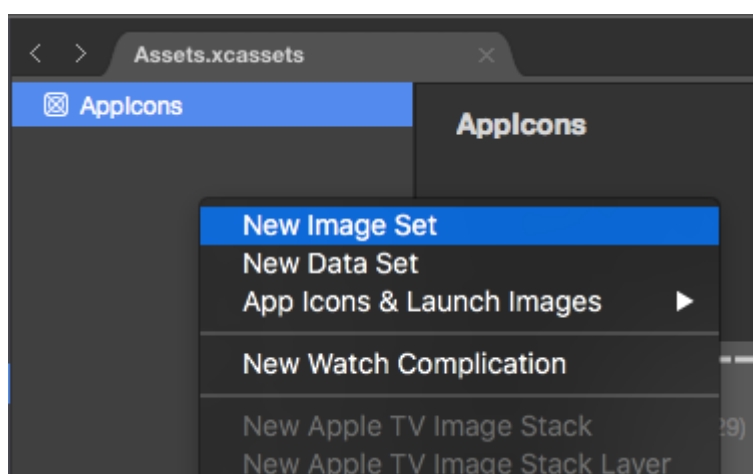 Assets.xcassets
AppIcons
AppIcons
New Image Set
New Data Set
App Icons & Launch Images
New Watch Complication
New Apple TV Image Stack
29)
New Apple TV Image Stack Layer